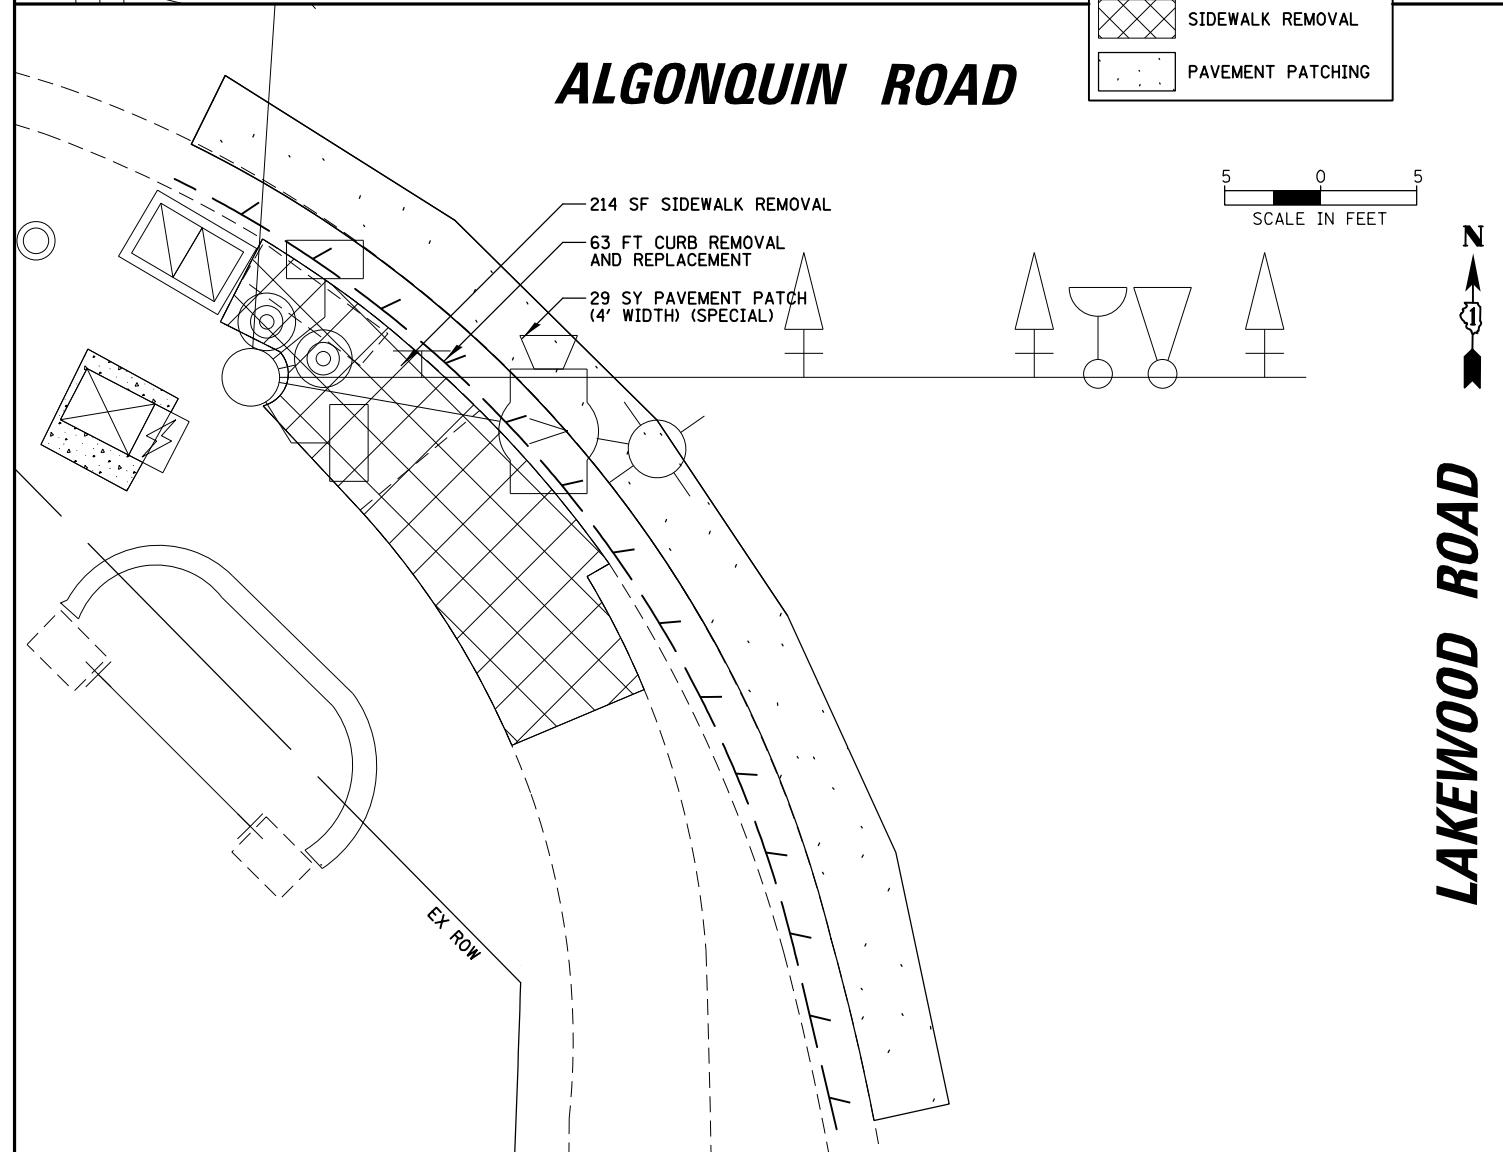 SIDEWALK REMOVAL
PAVEMENT PATCHING
ALGONQUIN ROAD
5 0 5
SCALE IN FEET
214 SF SIDEWALK REMOVAL
63 FT CURB REMOVAL
AND REPLACEMENT
29 SY PAVEMENT PATCH
(4' WIDTH) (SPECIAL)
N
1
LAKEWOOD ROAD
EX ROW